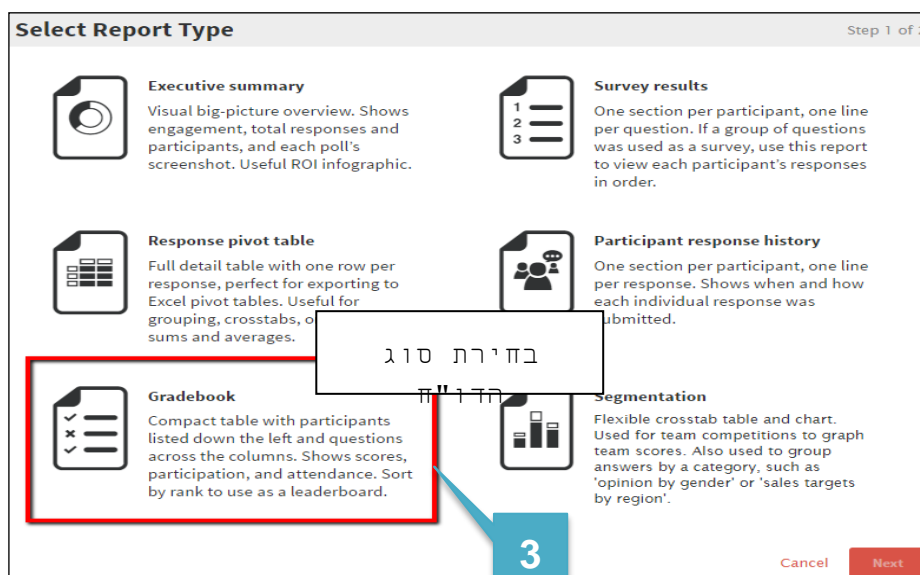 Select Report Type
Step 1 of 2
Executive summary
Visual big-picture overview. Shows
engagement, total responses and
participants, and each poll's
screenshot. Useful ROI infographic.
Survey results
One section per participant, one line
per question. If a group of questions
was used as a survey, use this report
to view each participant's responses
in order.
1
2
3
Response pivot table
Full detail table with one row per
response, perfect for exporting to
Excel pivot tables. Useful for
grouping, crosstabs,
sums and averages.
Participant response history
One section per participant, one line
per response. Shows when and how
each individual response was
submitted.
בחירת סוג
הדו"ח
Gradebook
Compact table with participants
listed down the left and questions
across the columns. Shows scores,
participation, and attendance. Sort
by rank to use as a leaderboard.
Segmentation
Flexible crosstab table and chart.
Used for team competitions to graph
team scores. Also used to group
answers by a category, such as
'opinion by gender' or 'sales targets
by region'.
3
Cancel
Next